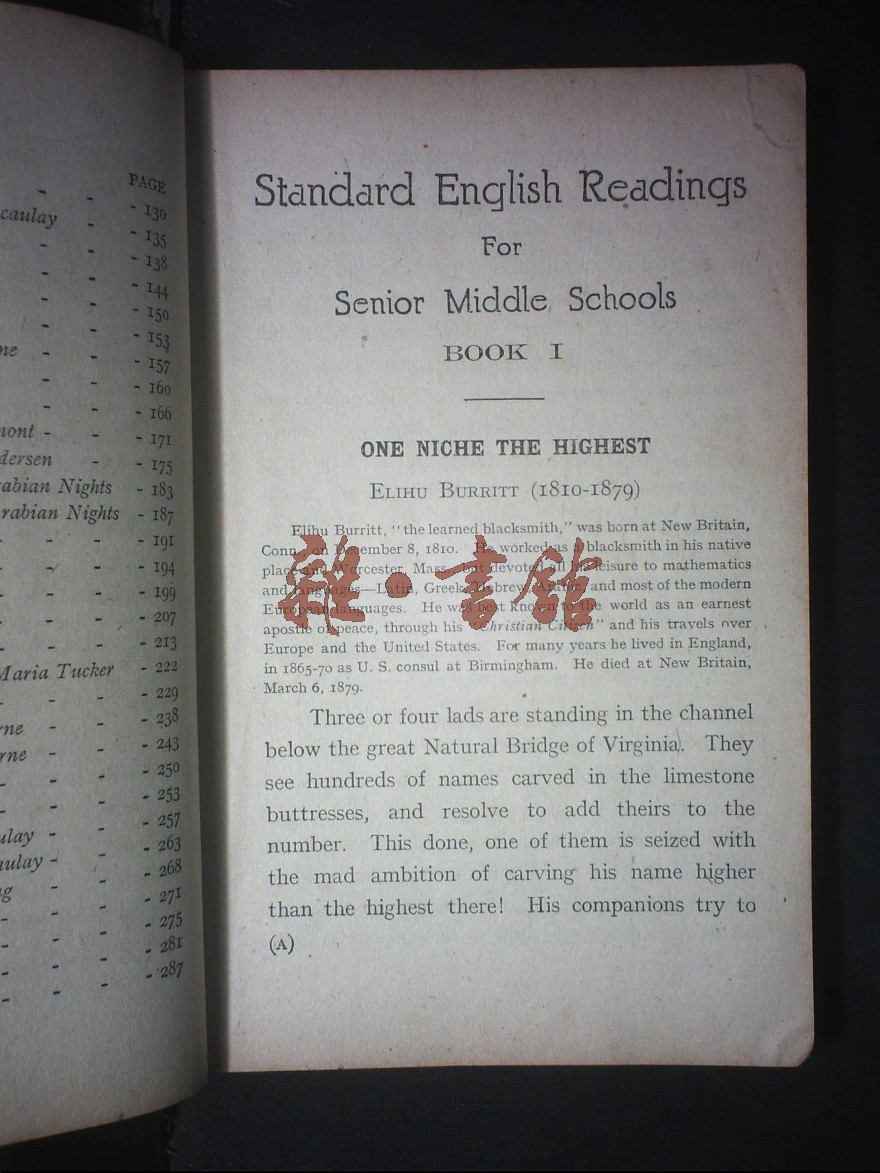 PAGE
- - - 130
caulay - - 135
- - - 138
- - - 144
- - - 150
- - - 153
ne - - - 157
- - - 160
- - - 166
mont - - - 171
dersen - - 175
abian Nights - 183
rabian Nights - 187
- - - - 191
- - - - 194
- - - - 199
- - - - 207
- - - - 213
Maria Tucker - 222
- - - - 229
rne - - - 238
rne - - - 243
- - - - 250
- - - - 253
- - - - 257
ulay - - - 263
aulay - - - 268
g - - - 271
- - - - 275
- - - - 281
- - - - 287
Standard English Readings
For
Senior Middle Schools
BOOK I
ONE NICHE THE HIGHEST
ELIHU BURRITT (1810-1879)
Elihu Burritt, "the learned blacksmith," was born at New Britain,
Conn., on December 8, 1810. He worked as a blacksmith in his native
place and Worcester, Mass., but devoted all his leisure to mathematics
and languages—Latin, Greek, Hebrew, Arabic, and most of the modern
European languages. He was best known to the world as an earnest
apostle of peace, through his "Christian Citizen" and his travels over
Europe and the United States. For many years he lived in England,
in 1865-70 as U. S. consul at Birmingham. He died at New Britain,
March 6, 1879.
雜·書館
Three or four lads are standing in the channel
below the great Natural Bridge of Virginia. They
see hundreds of names carved in the limestone
buttresses, and resolve to add theirs to the
number. This done, one of them is seized with
the mad ambition of carving his name higher
than the highest there! His companions try to
(A)